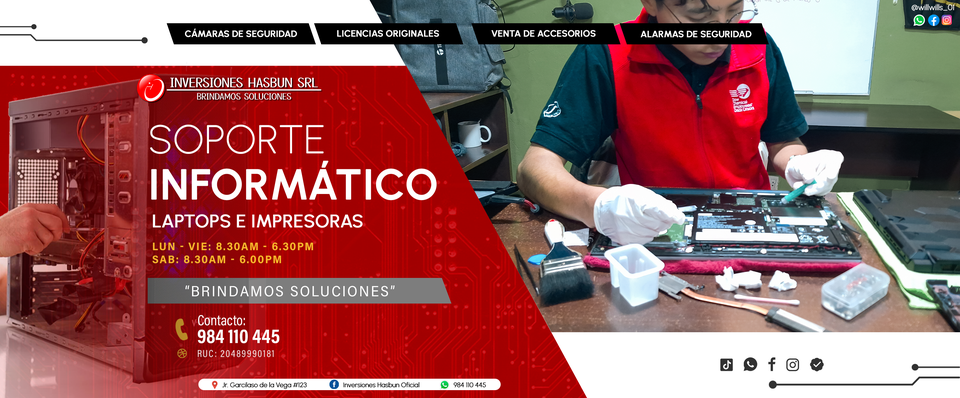 @willwills_01
CÁMARAS DE SEGURIDAD
LICENCIAS ORIGINALES
VENTA DE ACCESORIOS
ALARMAS DE SEGURIDAD
INVERSIONES HASBUN SRL
BRINDAMOS SOLUCIONES
SOPORTE
INFORMÁTICO
LAPTOPS E IMPRESORAS
LUN - VIE: 8.30AM - 6.30PM
SAB: 8.30AM - 6.00PM
“BRINDAMOS SOLUCIONES”
Contacto:
984 110 445
RUC: 20489990181
Jr. Garcilaso de la Vega #123
Inversiones Hasbun Oficial
984 110 445